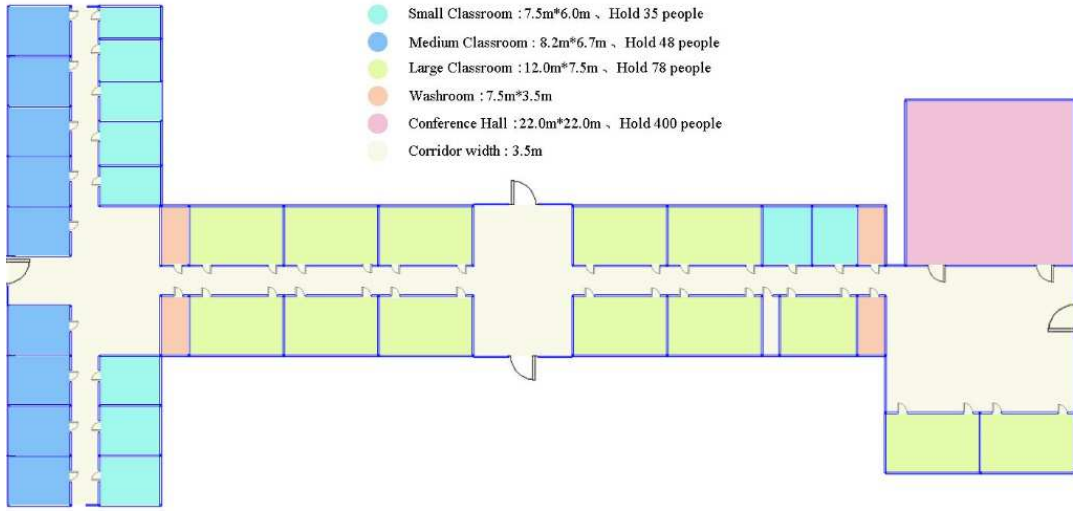 Small Classroom : 7.5m*6.0m 、 Hold 35 people
Medium Classroom : 8.2m*6.7m 、 Hold 48 people
Large Classroom : 12.0m*7.5m 、 Hold 78 people
Washroom : 7.5m*3.5m
Conference Hall : 22.0m*22.0m 、 Hold 400 people
Corridor width : 3.5m